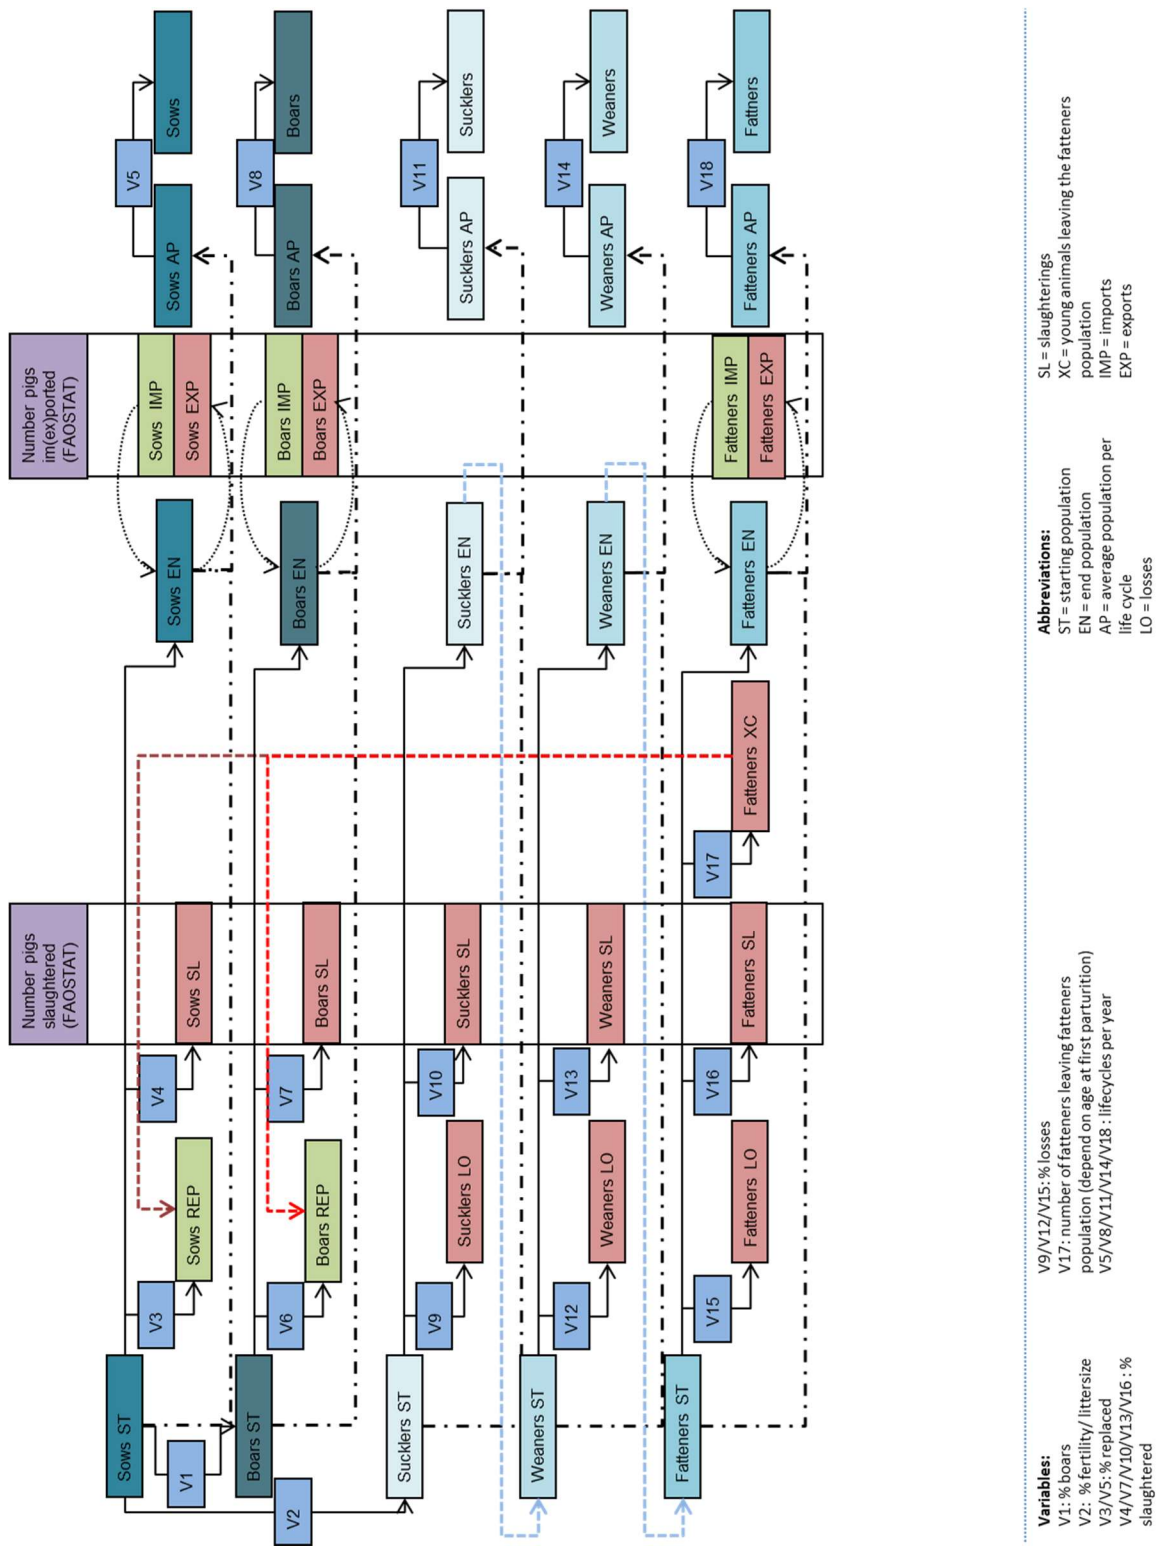 Number pigs
slaughtered
(FAOSTAT)
Number pigs
im(ex)ported
(FAOSTAT)
Sows ST
V1
V3
Sows REP
V4
Sows SL
Sows EN
Sows IMP
Sows EXP
Sows AP
V5
Sows
Boars ST
V2
V6
Boars REP
V7
Boars SL
Boars EN
Boars IMP
Boars EXP
Boars AP
V8
Boars
Sucklers ST
V9
Sucklers LO
V10
Sucklers SL
Sucklers EN
Sucklers AP
V11
Sucklers
Weaners ST
V12
Weaners LO
V13
Weaners SL
Weaners EN
Weaners AP
V14
Weaners
Fatteners ST
V15
Fatteners LO
V16
Fatteners SL
V17
Fatteners XC
Fatteners EN
Fatteners IMP
Fatteners EXP
Fatteners AP
V18
Fattners
Variables:
V1: % boars
V2: % fertility/ littersize
V3/V5: % replaced
V4/V7/V10/V13/V16 : %
slaughtered
V9/V12/V15: % losses
V17: number of fatteners leaving fatteners
population (depend on age at first parturition)
V5/V8/V11/V14/V18 : lifecycles per year
Abbreviations:
ST = starting population
EN = end population
AP = average population per
life cycle
LO = losses
SL = slaughterings
XC = young animals leaving the fatteners
population
IMP = imports
EXP = exports